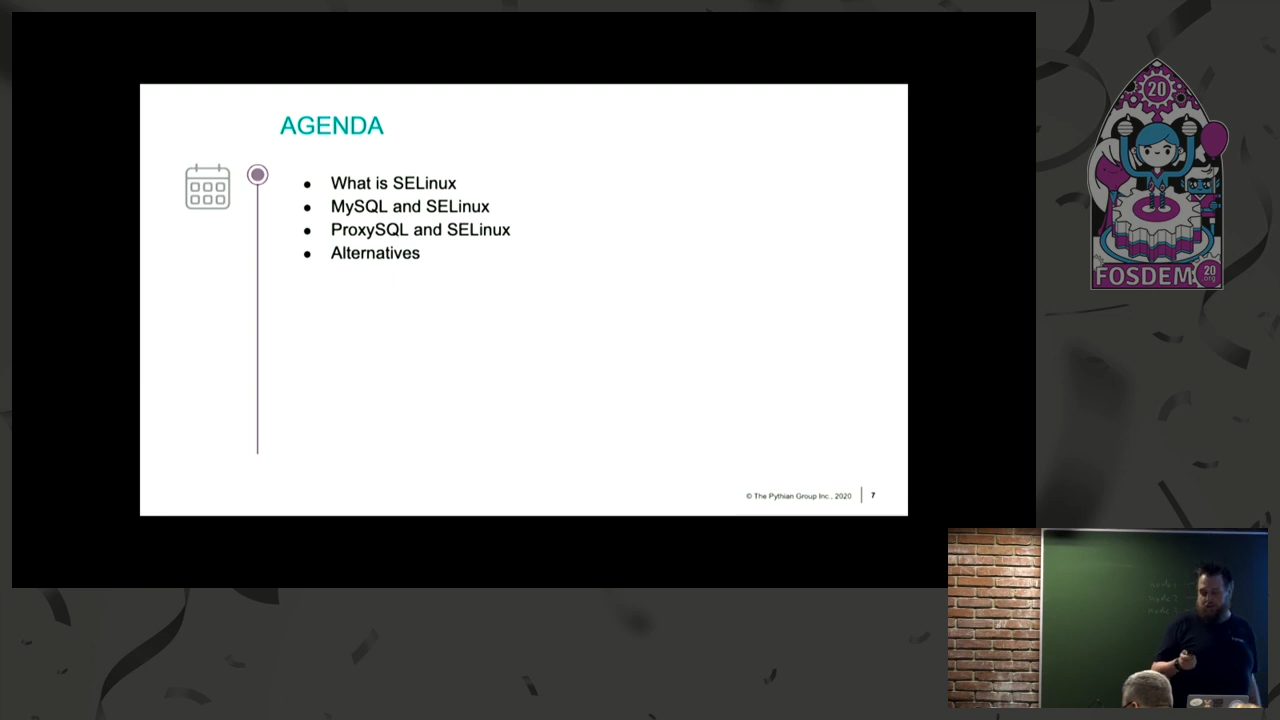 AGENDA
● What is SELinux
● MySQL and SELinux
● ProxySQL and SELinux
● Alternatives
© The Pythian Group Inc., 2020
7
20
FOSDEM
20
.org